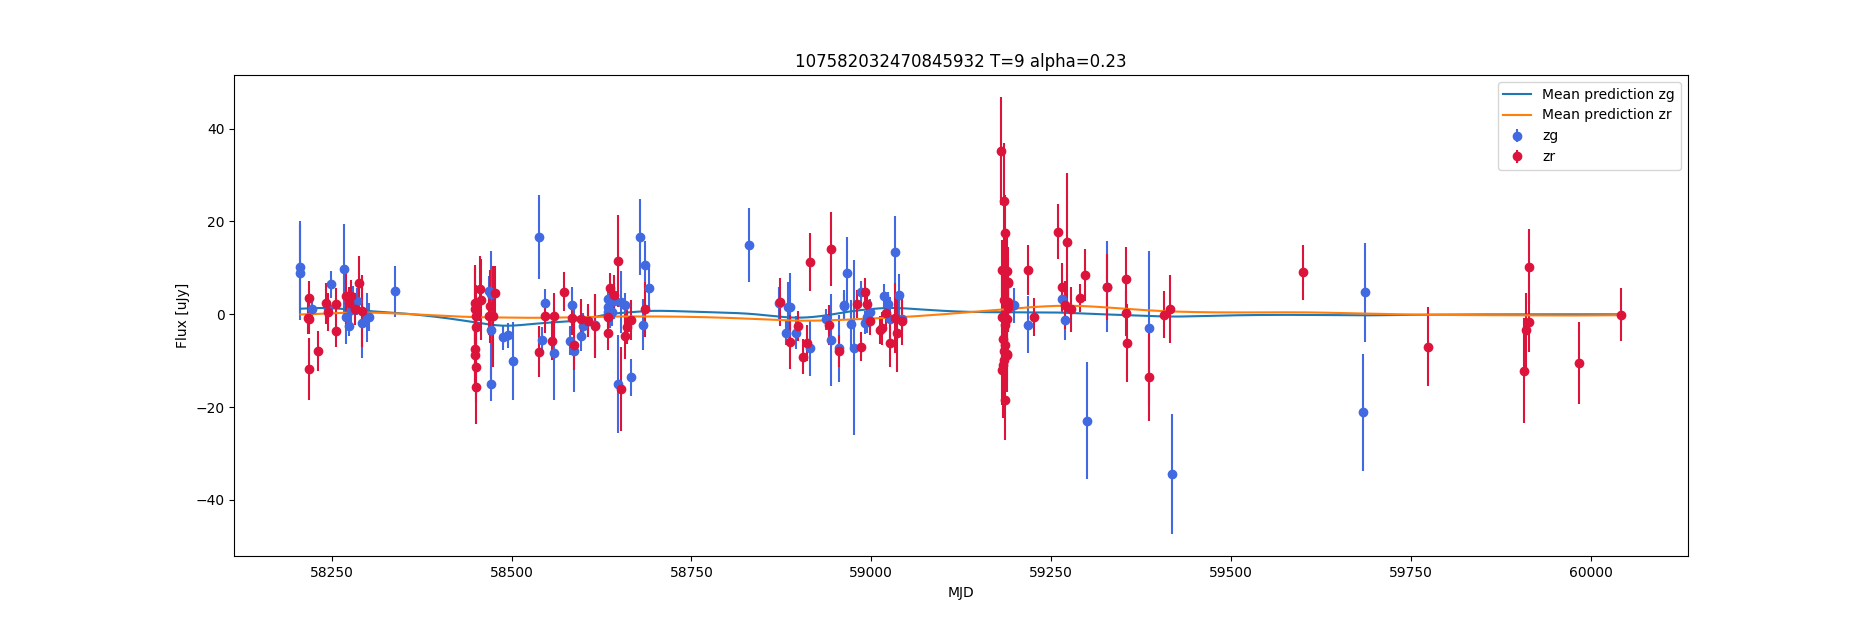 107582032470845932 T=9 alpha=0.23
Mean prediction zg
Mean prediction zr
zg
zr
Flux [uJy]
40
20
0
−20
−40
58250 58500 58750 59000 59250 59500 59750 60000
MJD